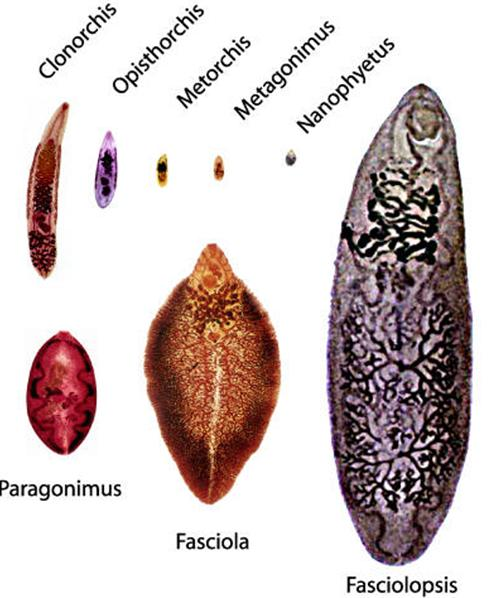 Clonorchis
Opisthorchis
Metorchis
Metagonimus
Nanophyetus
Paragonimus
Fasciola
Fasciolopsis